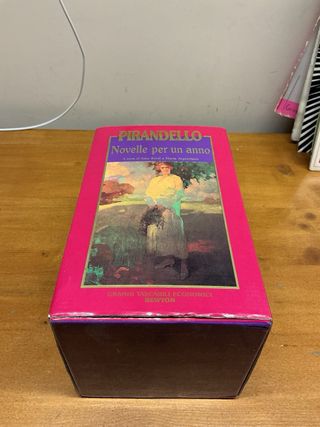 PIRANDELLO
Novelle per un anno
A cura di Italo Borzi e Maria Argenziano
GRANDI TASCABILI ECONOMICI
NEWTON